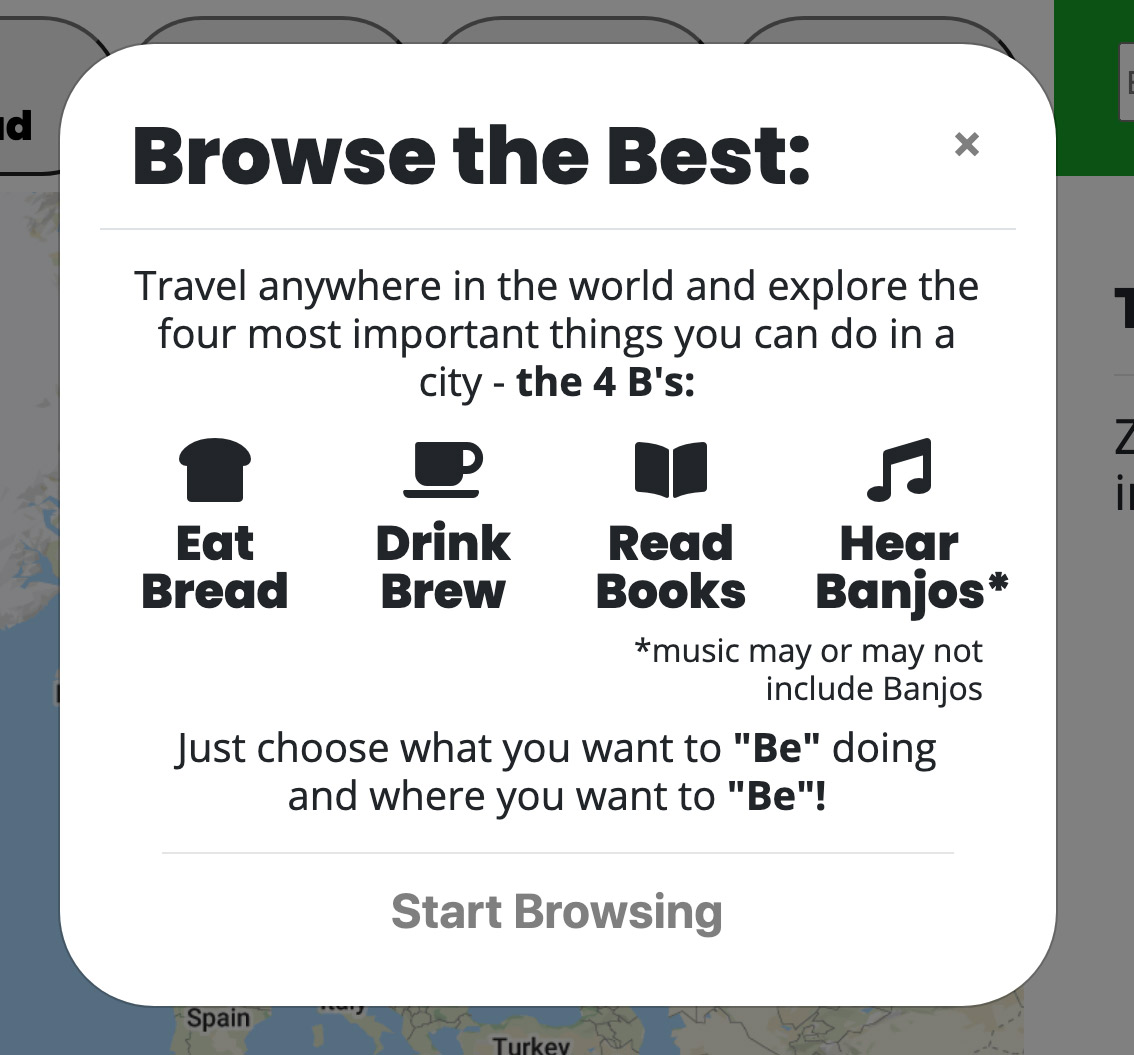 Browse the Best:
×
Travel anywhere in the world and explore the
four most important things you can do in a
city - the 4 B's:
Eat
Bread
Drink
Brew
Read
Books
Hear
Banjos*
*music may or may not
include Banjos
Just choose what you want to "Be" doing
and where you want to "Be"!
Start Browsing
Spain
Italy
Turkey